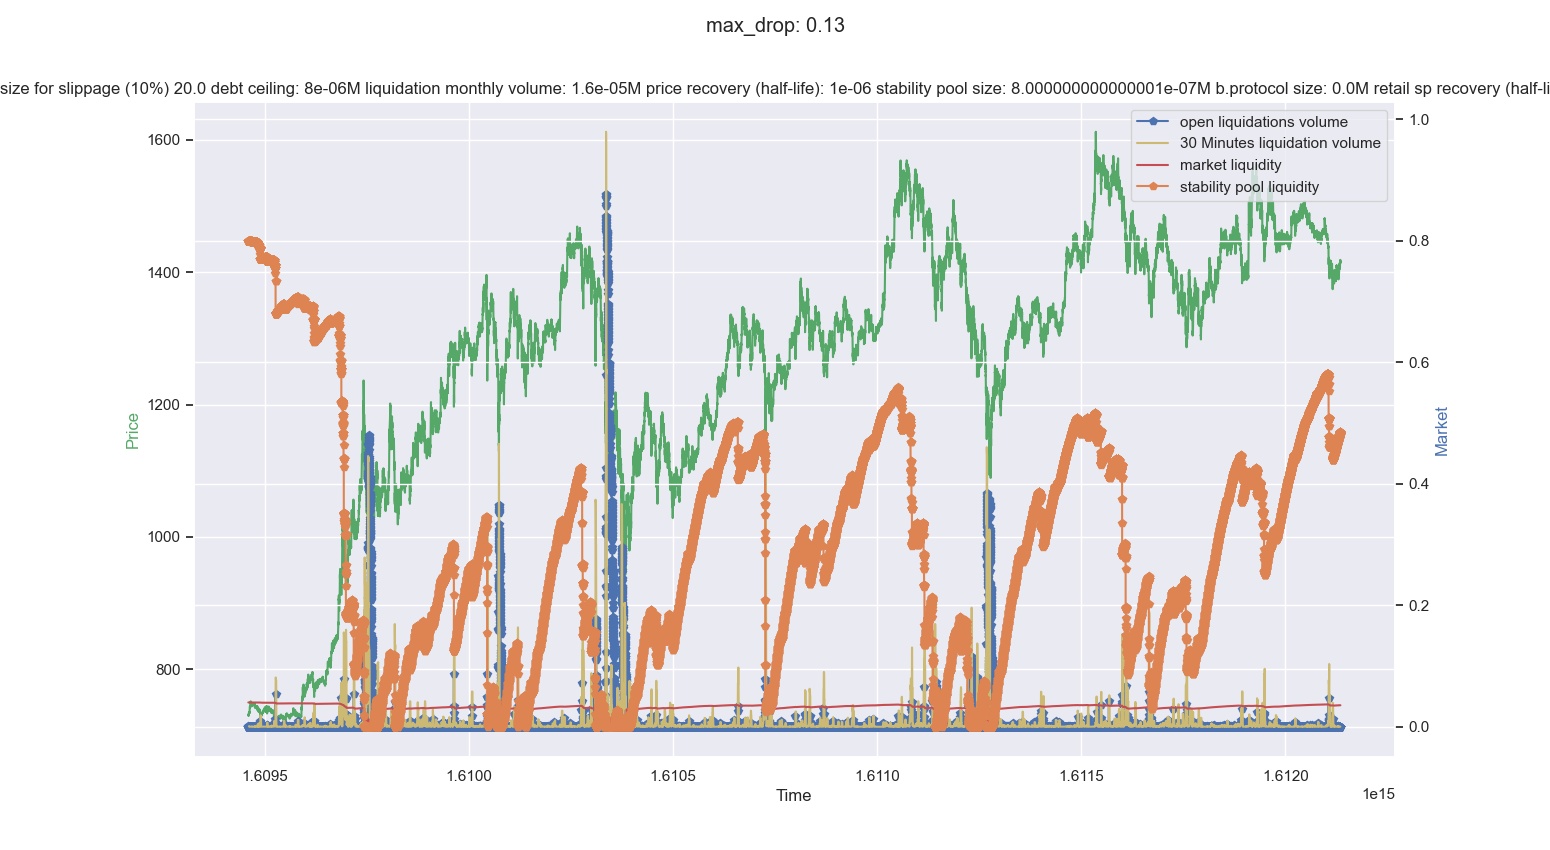 max_drop: 0.13
size for slippage (10%) 20.0 debt ceiling: 8e-06M liquidation monthly volume: 1.6e-05M price recovery (half-life): 1e-06 stability pool size: 8.000000000000001e-07M b.protocol size: 0.0M retail sp recovery (half-li
open liquidations volume
30 Minutes liquidation volume
market liquidity
stability pool liquidity
1600
1400
1200
1000
800
Price
1.0
0.8
0.6
0.4
0.2
0.0
Market
1.6095 1.6100 1.6105 1.6110 1.6115 1.6120
1e15
Time